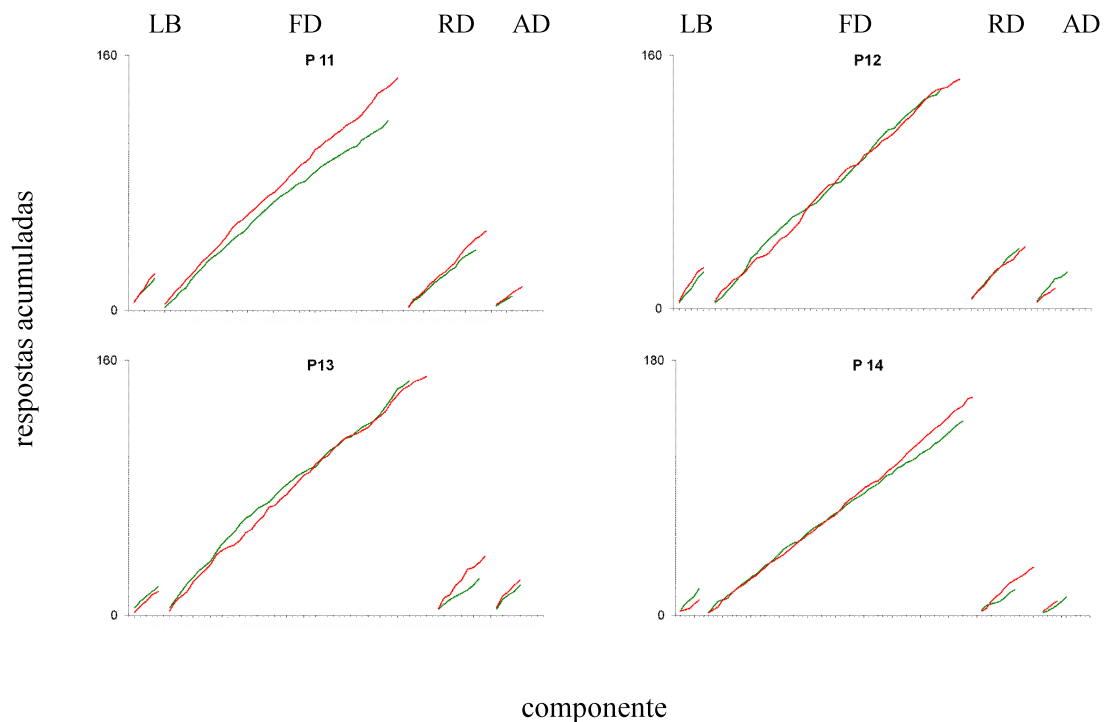 LB FD RD AD
LB FD RD AD
160
P 11
0
160
P12
0
160
P13
0
180
P 14
0
respostas acumuladas
componente